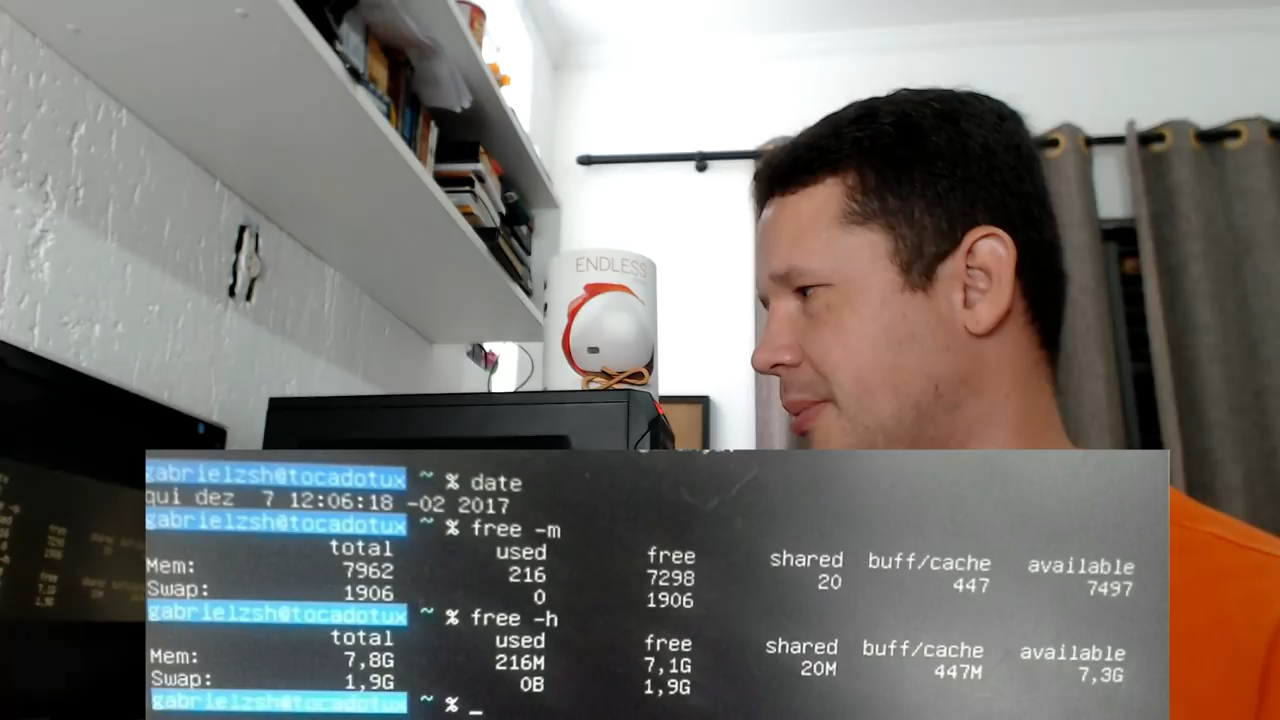 ENDLESS
gabrielzsh@tocadotux ~ % date
qui dez  7 12:06:18 -02 2017
gabrielzsh@tocadotux ~ % free -m
total used free shared buff/cache available
Mem: 7962 216 7298 20 447 7497
Swap: 1906 0 1906
gabrielzsh@tocadotux ~ % free -h
total used free shared buff/cache available
Mem: 7,8G 216M 7,1G 20M 447M 7,3G
Swap: 1,9G 0B 1,9G
gabrielzsh@tocadotux ~ % _